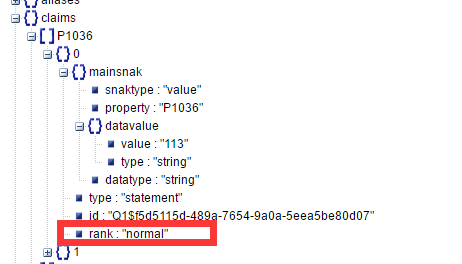 aliases
claims
P1036
0
mainsnak
snaktype : "value"
property : "P1036"
datavalue
value : "113"
type : "string"
datatype : "string"
type : "statement"
id : "Q1$f5d5115d-489a-7654-9a0a-5eea5be80d07"
rank : "normal"
1